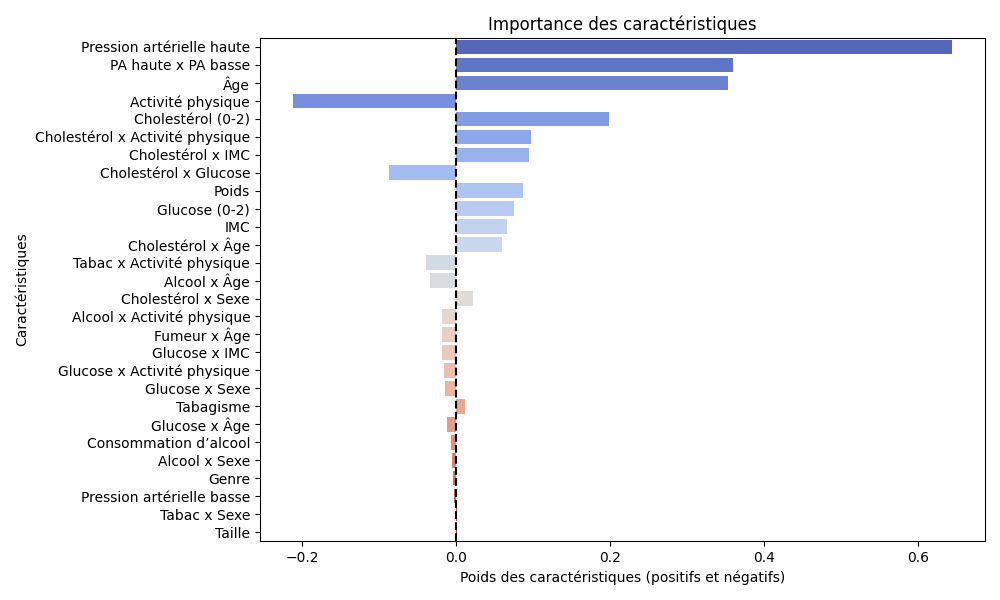 Importance des caractéristiques
Pression artérielle haute
PA haute x PA basse
Âge
Activité physique
Cholestérol (0-2)
Cholestérol x Activité physique
Cholestérol x IMC
Cholestérol x Glucose
Poids
Glucose (0-2)
IMC
Cholestérol x Âge
Tabac x Activité physique
Alcool x Âge
Cholestérol x Sexe
Alcool x Activité physique
Fumeur x Âge
Glucose x IMC
Glucose x Activité physique
Glucose x Sexe
Tabagisme
Glucose x Âge
Consommation d’alcool
Alcool x Sexe
Genre
Pression artérielle basse
Tabac x Sexe
Taille
Caractéristiques
−0.2 0.0 0.2 0.4 0.6
Poids des caractéristiques (positifs et négatifs)